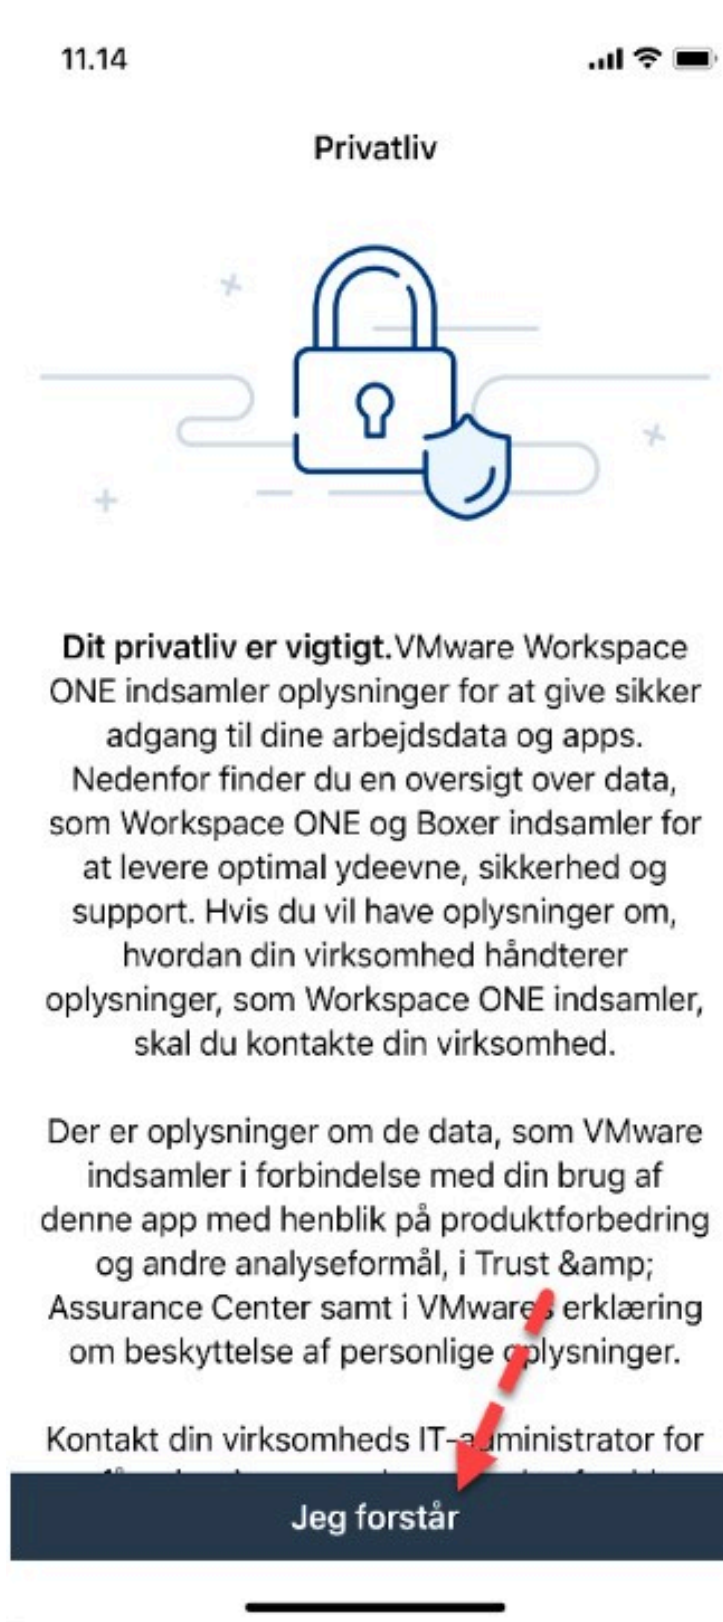 11.14
Privatliv
Dit privatliv er vigtigt.VMware Workspace
ONE indsamler oplysninger for at give sikker
adgang til dine arbejdsdata og apps.
Nedenfor finder du en oversigt over data,
som Workspace ONE og Boxer indsamler for
at levere optimal ydeevne, sikkerhed og
support. Hvis du vil have oplysninger om,
hvordan din virksomhed håndterer
oplysninger, som Workspace ONE indsamler,
skal du kontakte din virksomhed.
Der er oplysninger om de data, som VMware
indsamler i forbindelse med din brug af
denne app med henblik på produktforbedring
og andre analyseformål, i Trust &amp;
Assurance Center samt i VMwares erklæring
om beskyttelse af personlige oplysninger.
Kontakt din virksomheds IT-administrator for
Jeg forstår